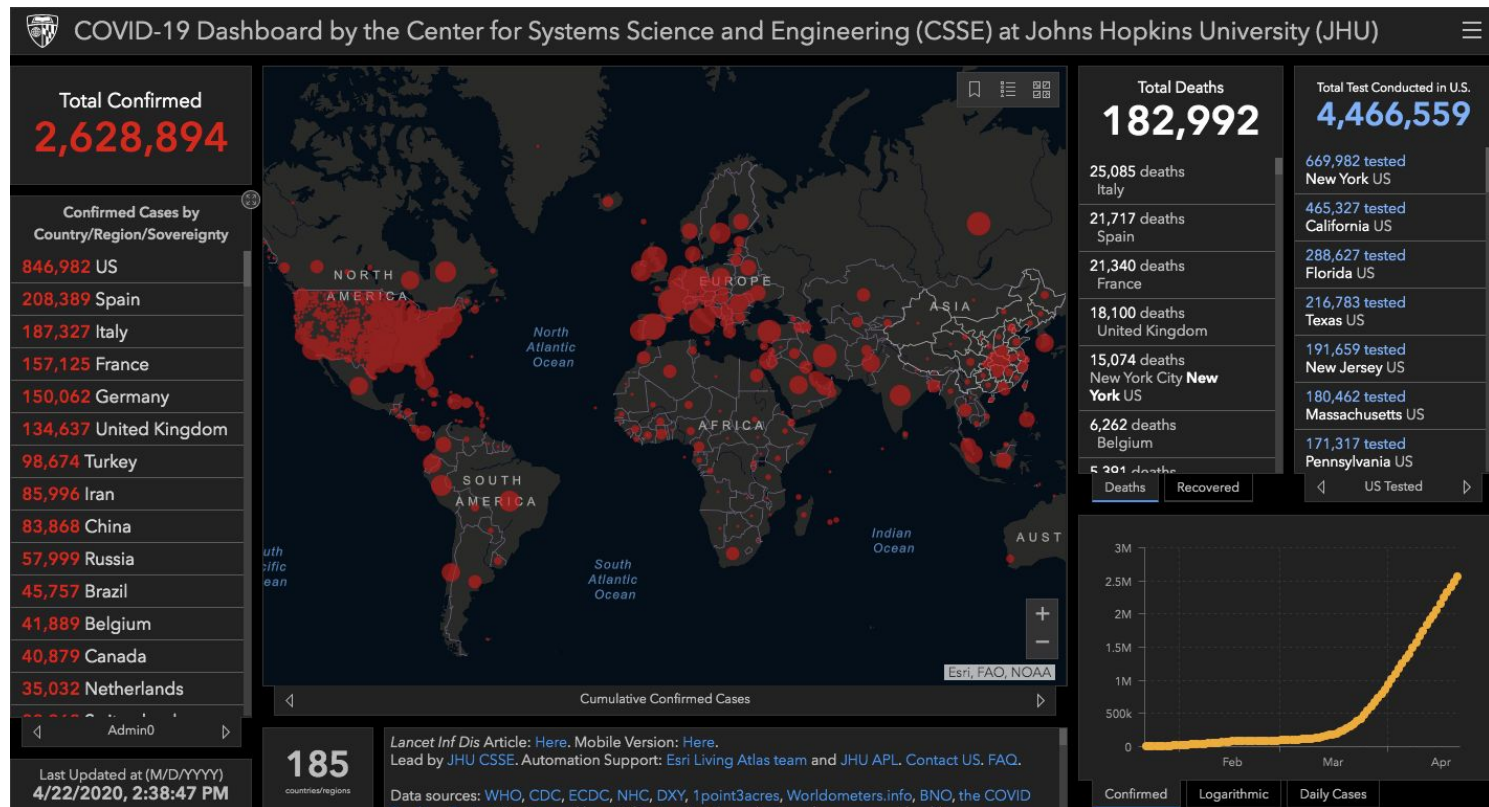 COVID-19 Dashboard by the Center for Systems Science and Engineering (CSSE) at Johns Hopkins University (JHU)
Total Confirmed
2,628,894
Confirmed Cases by
Country/Region/Sovereignty
846,982 US
208,389 Spain
187,327 Italy
157,125 France
150,062 Germany
134,637 United Kingdom
98,674 Turkey
85,996 Iran
83,868 China
57,999 Russia
45,757 Brazil
41,889 Belgium
40,879 Canada
35,032 Netherlands
Admin0
Last Updated at (M/D/YYYY)
4/22/2020, 2:38:47 PM
NORTH
AMERICA
North
Atlantic
Ocean
EUROPE
ASIA
AFRICA
SOUTH
AMERICA
Indian
Ocean
AUST
uth
ific
ean
South
Atlantic
Ocean
+
−
Esri, FAO, NOAA
Cumulative Confirmed Cases
185
countries/regions
Lancet Inf Dis Article: Here. Mobile Version: Here.
Lead by JHU CSSE. Automation Support: Esri Living Atlas team and JHU APL. Contact US. FAQ.
Data sources: WHO, CDC, ECDC, NHC, DXY, 1point3acres, Worldometers.info, BNO, the COVID
Total Deaths
182,992
25,085 deaths
Italy
21,717 deaths
Spain
21,340 deaths
France
18,100 deaths
United Kingdom
15,074 deaths
New York City New
York US
6,262 deaths
Belgium
5,391 deaths
Deaths
Recovered
Total Test Conducted in U.S.
4,466,559
669,982 tested
New York US
465,327 tested
California US
288,627 tested
Florida US
216,783 tested
Texas US
191,659 tested
New Jersey US
180,462 tested
Massachusetts US
171,317 tested
Pennsylvania US
US Tested
3M
2.5M
2M
1.5M
1M
500k
0
Feb
Mar
Apr
Confirmed
Logarithmic
Daily Cases